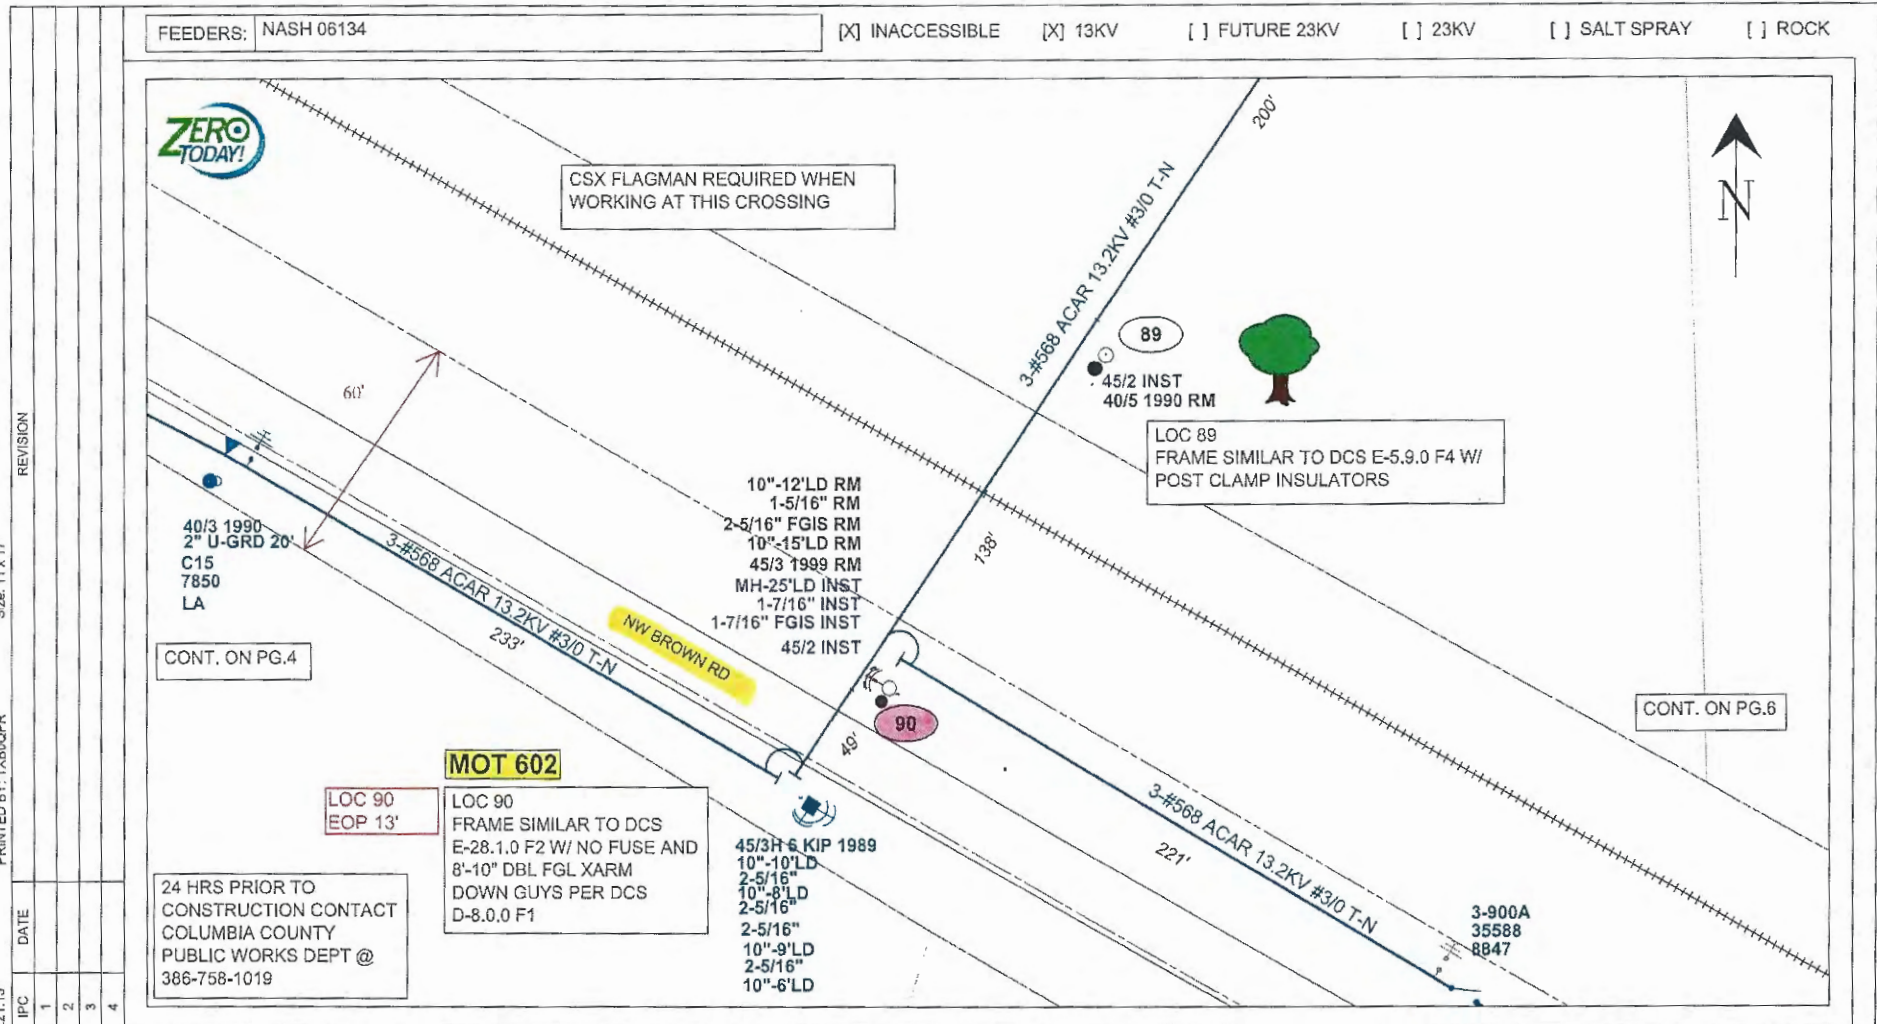 FEEDERS: NASH 06134
[X] INACCESSIBLE [X] 13KV [ ] FUTURE 23KV [ ] 23KV [ ] SALT SPRAY [ ] ROCK
ZERO
TODAY!
CSX FLAGMAN REQUIRED WHEN
WORKING AT THIS CROSSING
200'
3-#568 ACAR 13.2KV #3/0 T-N
N
89
45/2 INST
40/5 1990 RM
LOC 89
FRAME SIMILAR TO DCS E-5.9.0 F4 W/
POST CLAMP INSULATORS
60'
40/3 1990
2" U-GRD 20'
C15
7850
LA
3-#568 ACAR 13.2KV #3/0 T-N
233'
NW BROWN RD
10"-12'LD RM
1-5/16" RM
2-5/16" FGIS RM
10"-15'LD RM
45/3 1999 RM
MH-25'LD INST
1-7/16" INST
1-7/16" FGIS INST
45/2 INST
138'
CONT. ON PG.4
CONT. ON PG.6
90
49'
MOT 602
LOC 90
EOP 13'
LOC 90
FRAME SIMILAR TO DCS
E-28.1.0 F2 W/ NO FUSE AND
8'-10" DBL FGL XARM
DOWN GUYS PER DCS
D-8.0.0 F1
45/3H 6 KIP 1989
10"-10'LD
2-5/16"
10"-8'LD
2-5/16"
2-5/16"
10"-9'LD
2-5/16"
10"-6'LD
3-#568 ACAR 13.2KV #3/0 T-N
221'
3-900A
35588
8847
24 HRS PRIOR TO
CONSTRUCTION CONTACT
COLUMBIA COUNTY
PUBLIC WORKS DEPT @
386-758-1019
REVISION
DATE
IPC
1
2
3
4